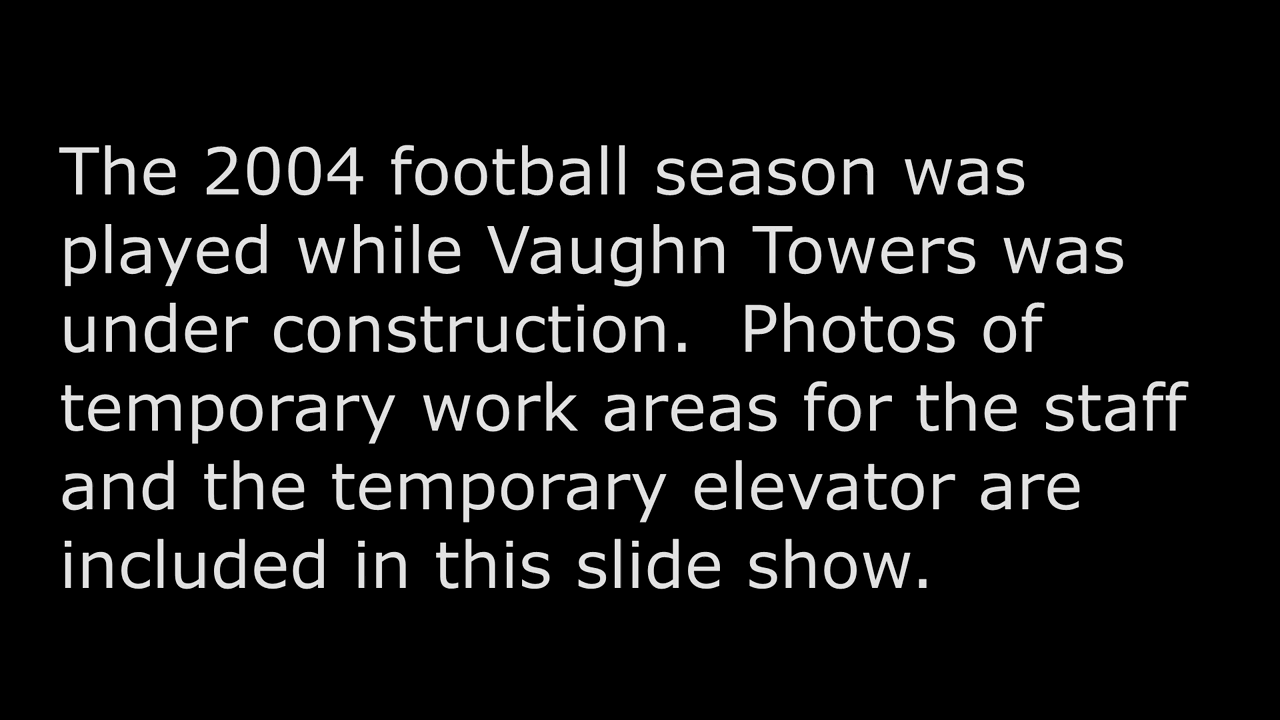 The 2004 football season was
played while Vaughn Towers was
under construction.  Photos of
temporary work areas for the staff
and the temporary elevator are
included in this slide show.